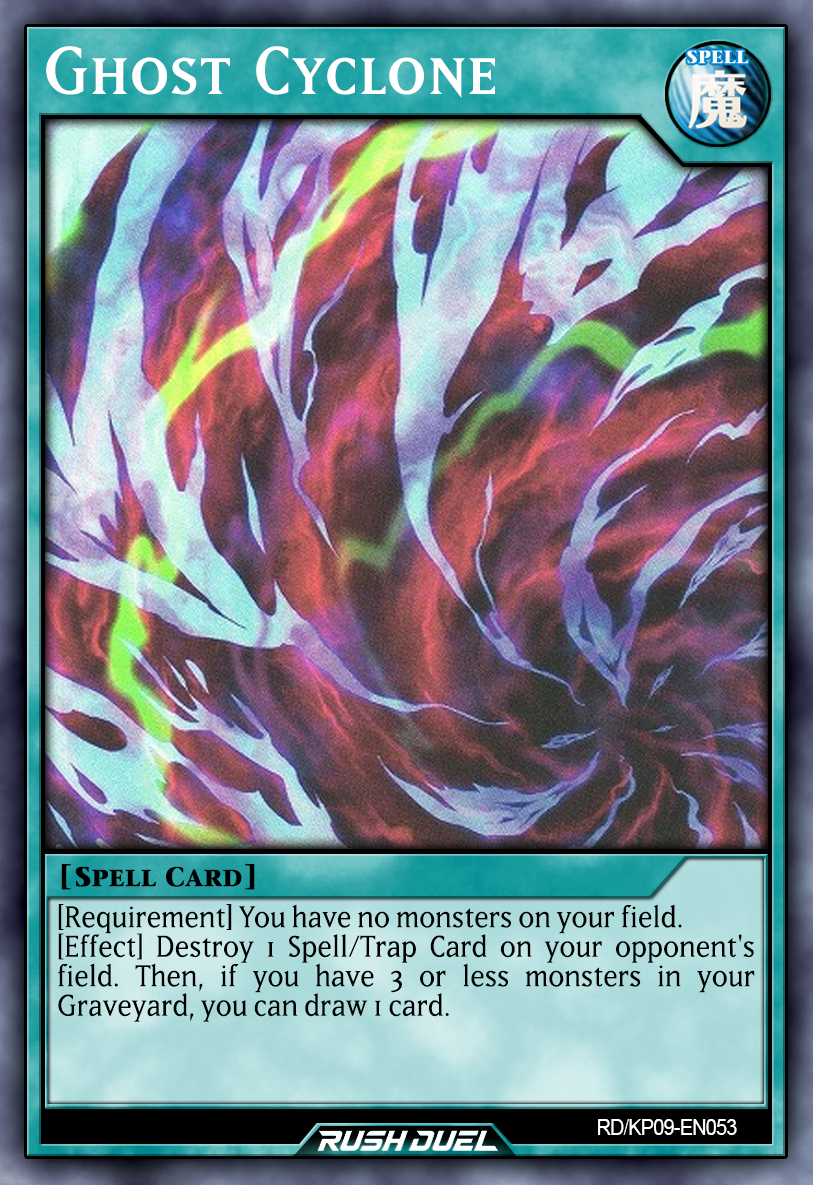 Ghost Cyclone
SPELL
魔
[Spell Card]
[Requirement] You have no monsters on your field.
[Effect] Destroy 1 Spell/Trap Card on your opponent's
field. Then, if you have 3 or less monsters in your
Graveyard, you can draw 1 card.
RD/KP09-EN053
RUSH DUEL